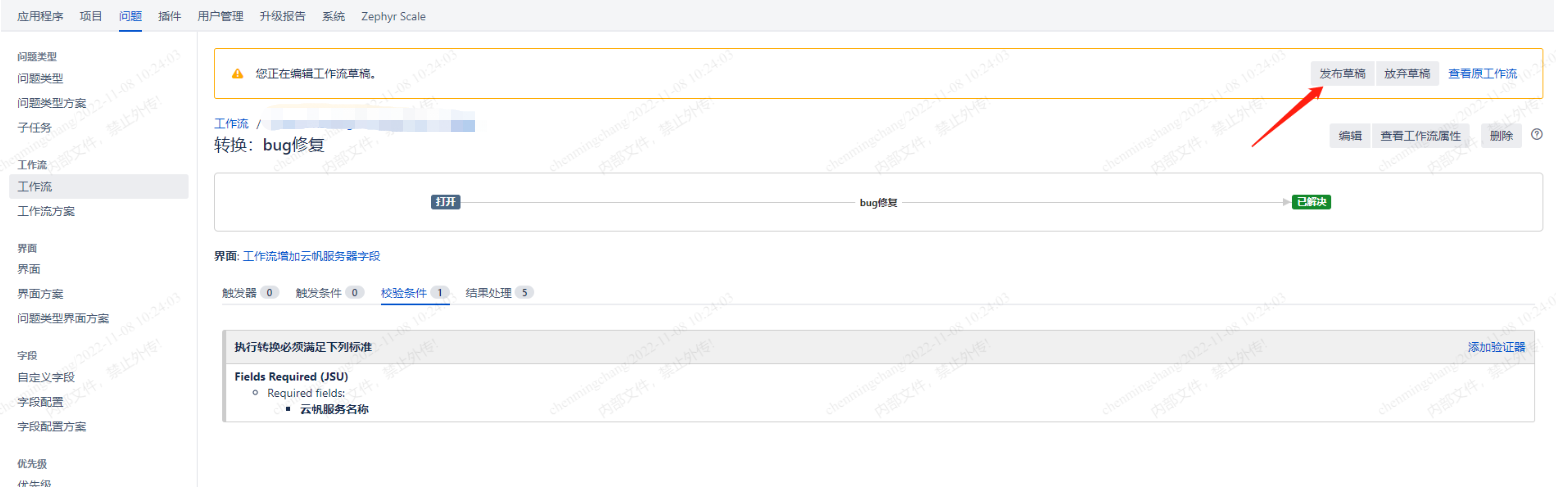 应用程序 项目 问题 插件 用户管理 升级报告 系统 Zephyr Scale
问题类型
问题类型
问题类型方案
子任务
工作流
工作流
工作流方案
界面
界面
界面方案
问题类型界面方案
字段
自定义字段
字段配置
字段配置方案
优先级
优先级
您正在编辑工作流草稿。
发布草稿 放弃草稿 查看原工作流
工作流 /
转换：bug修复
编辑 查看工作流属性 删除
打开 bug修复 已解决
界面: 工作流增加云帆服务器字段
触发器 0 触发条件 0 校验条件 1 结果处理 5
执行转换必须满足下列标准 添加验证器
Fields Required (JSU)
Required fields:
云帆服务名称
chenmingchang-2022-11-08 10:24:03
内部文件，禁止外传!